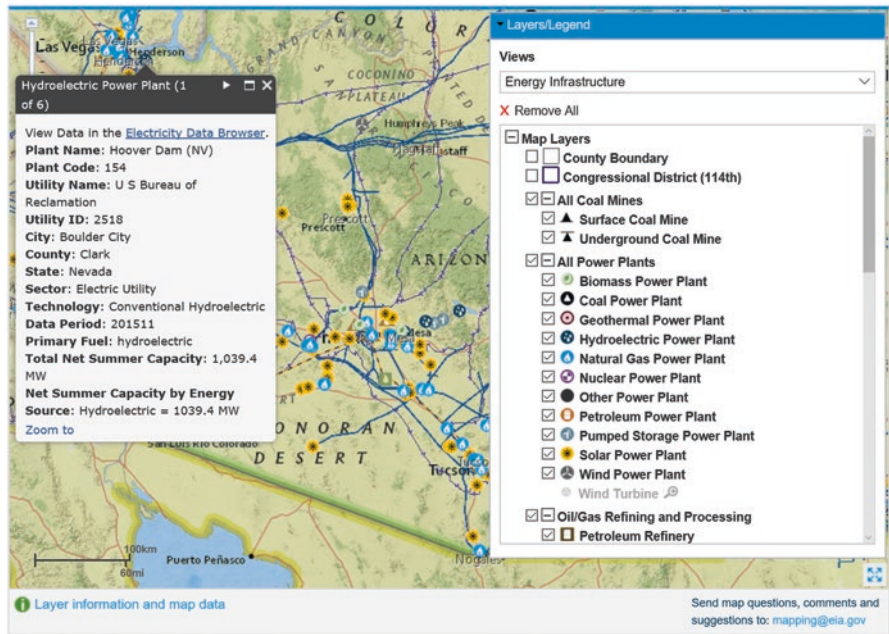 Layers/Legend
Views
Energy Infrastructure
X Remove All
Map Layers
County Boundary
Congressional District (114th)
All Coal Mines
Surface Coal Mine
Underground Coal Mine
All Power Plants
Biomass Power Plant
Coal Power Plant
Geothermal Power Plant
Hydroelectric Power Plant
Natural Gas Power Plant
Nuclear Power Plant
Other Power Plant
Petroleum Power Plant
Pumped Storage Power Plant
Solar Power Plant
Wind Power Plant
Wind Turbine
Oil/Gas Refining and Processing
Petroleum Refinery
Hydroelectric Power Plant (1
of 6)
View Data in the Electricity Data Browser.
Plant Name: Hoover Dam (NV)
Plant Code: 154
Utility Name: U S Bureau of
Reclamation
Utility ID: 2518
City: Boulder City
County: Clark
State: Nevada
Sector: Electric Utility
Technology: Conventional Hydroelectric
Data Period: 201511
Primary Fuel: hydroelectric
Total Net Summer Capacity: 1,039.4
MW
Net Summer Capacity by Energy
Source: Hydroelectric = 1039.4 MW
Zoom to
COLOR
Las Vegas
Henderson
Henderson
GRAND CANYON
COCONINO
PLATEAU
Humphreys Peak
Flagstaff
Prescott
Prescott
ARIZON
Mesa
SONORAN
DESERT
San Luis Río Colorado
Tucson
Puerto Peñasco
Nogales
100km
60mi
Layer information and map data
Send map questions, comments and
suggestions to: mapping@eia.gov